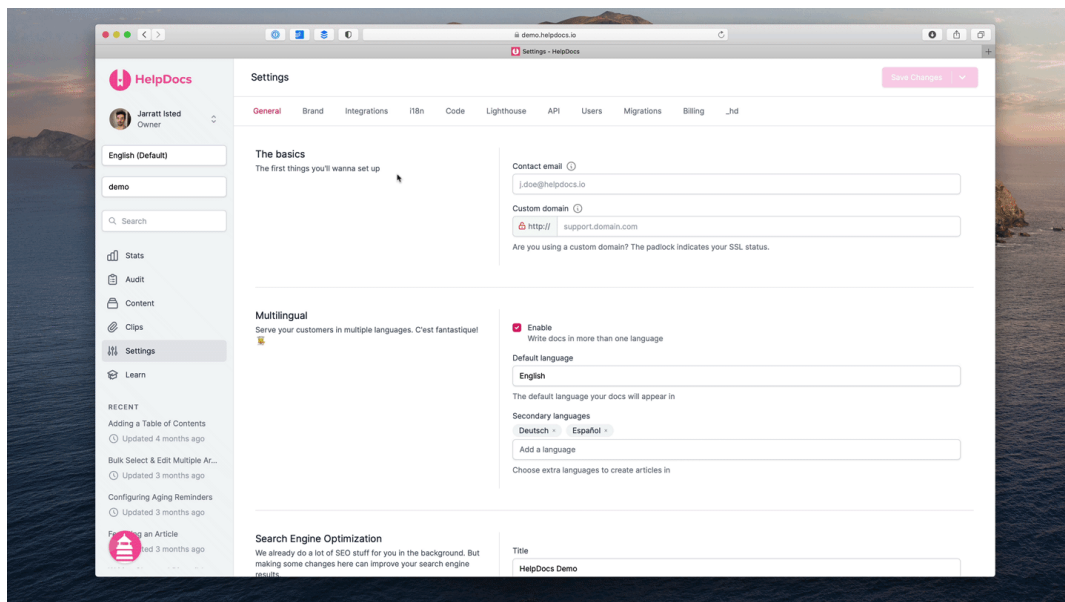 demo.helpdocs.io
Settings - HelpDocs
HelpDocs
Jarratt Isted
Owner
English (Default)
demo
Search
Stats
Audit
Content
Clips
Settings
Learn
RECENT
Adding a Table of Contents
Updated 4 months ago
Bulk Select & Edit Multiple Ar...
Updated 3 months ago
Configuring Aging Reminders
Updated 3 months ago
an Article
3 months ago
Settings
Save Changes
General Brand Integrations i18n Code Lighthouse API Users Migrations Billing _hd
The basics
The first things you'll wanna set up
Contact email
j.doe@helpdocs.io
Custom domain
http:// support.domain.com
Are you using a custom domain? The padlock indicates your SSL status.
Multilingual
Serve your customers in multiple languages. C'est fantastique!
Enable
Write docs in more than one language
Default language
English
The default language your docs will appear in
Secondary languages
Deutsch × Español ×
Add a language
Choose extra languages to create articles in
Search Engine Optimization
We already do a lot of SEO stuff for you in the background. But
making some changes here can improve your search engine
results.
Title
HelpDocs Demo